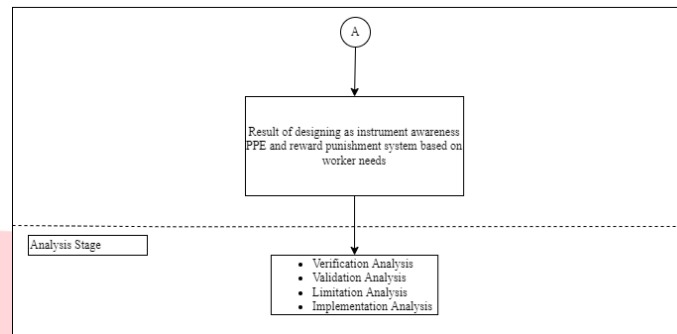 A
Result of designing as instrument awareness
PPE and reward punishment system based on
worker needs
Analysis Stage
• Verification Analysis
• Validation Analysis
• Limitation Analysis
• Implementation Analysis